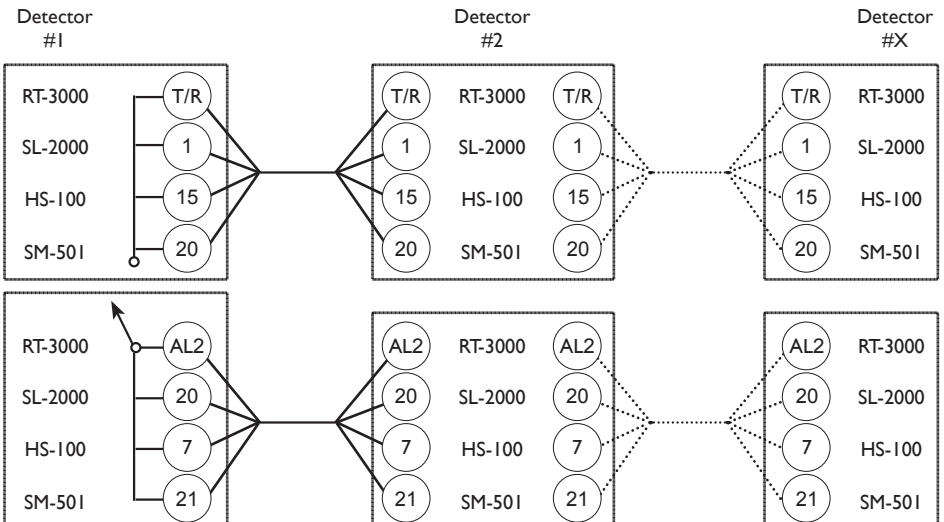 Detector Detector Detector
#1 #2 #X
RT-3000 T/R T/R RT-3000 T/R T/R RT-3000
SL-2000 1 1 SL-2000 1 1 SL-2000
HS-100 15 15 HS-100 15 15 HS-100
SM-501 20 20 SM-501 20 20 SM-501
RT-3000 AL2 AL2 RT-3000 AL2 AL2 RT-3000
SL-2000 20 20 SL-2000 20 20 SL-2000
HS-100 7 7 HS-100 7 7 HS-100
SM-501 21 21 SM-501 21 21 SM-501